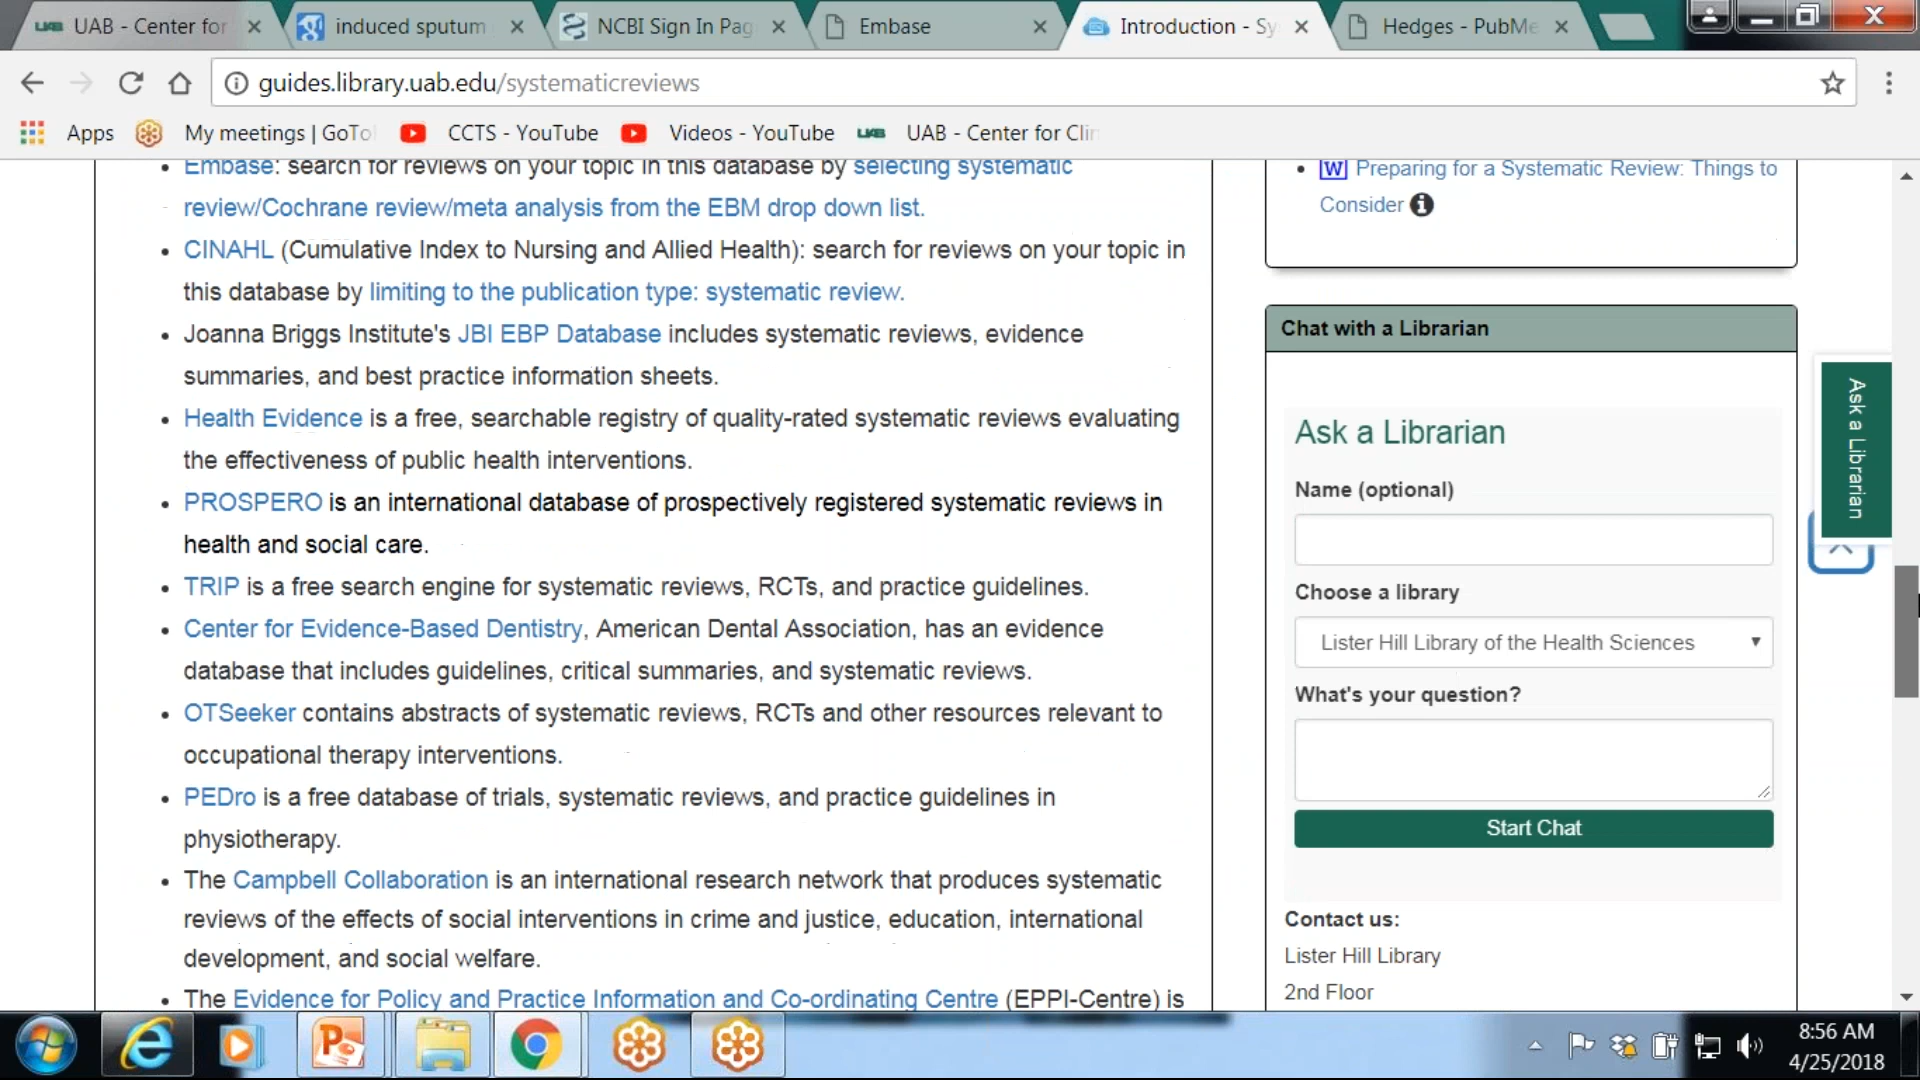 UAB - Center for
induced sputum
NCBI Sign In Pag
Embase
Introduction - Sy
Hedges - PubMe
guides.library.uab.edu/systematicreviews
Apps
My meetings | GoTo
CCTS - YouTube
Videos - YouTube
UAB
UAB - Center for Clin
Embase: search for reviews on your topic in this database by selecting systematic
review/Cochrane review/meta analysis from the EBM drop down list.
CINAHL (Cumulative Index to Nursing and Allied Health): search for reviews on your topic in
this database by limiting to the publication type: systematic review.
Joanna Briggs Institute's JBI EBP Database includes systematic reviews, evidence
summaries, and best practice information sheets.
Health Evidence is a free, searchable registry of quality-rated systematic reviews evaluating
the effectiveness of public health interventions.
PROSPERO is an international database of prospectively registered systematic reviews in
health and social care.
TRIP is a free search engine for systematic reviews, RCTs, and practice guidelines.
Center for Evidence-Based Dentistry, American Dental Association, has an evidence
database that includes guidelines, critical summaries, and systematic reviews.
OTSeeker contains abstracts of systematic reviews, RCTs and other resources relevant to
occupational therapy interventions.
PEDro is a free database of trials, systematic reviews, and practice guidelines in
physiotherapy.
The Campbell Collaboration is an international research network that produces systematic
reviews of the effects of social interventions in crime and justice, education, international
development, and social welfare.
The Evidence for Policy and Practice Information and Co-ordinating Centre (EPPI-Centre) is
W Preparing for a Systematic Review: Things to
Consider
Chat with a Librarian
Ask a Librarian
Name (optional)
Choose a library
Lister Hill Library of the Health Sciences
What's your question?
Start Chat
Contact us:
Lister Hill Library
2nd Floor
Ask a Librarian
8:56 AM
4/25/2018